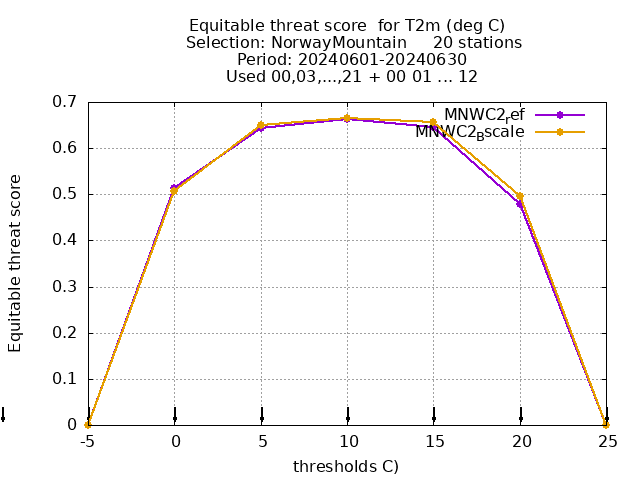 Equitable threat score  for T2m (deg C)
Selection: NorwayMountain     20 stations
Period: 20240601-20240630
Used 00,03,...,21 + 00 01 ... 12
MNWC2ref
MNWC2Bscale
Equitable threat score
0.7
0.6
0.5
0.4
0.3
0.2
0.1
0
-5 0 5 10 15 20 25
thresholds C)